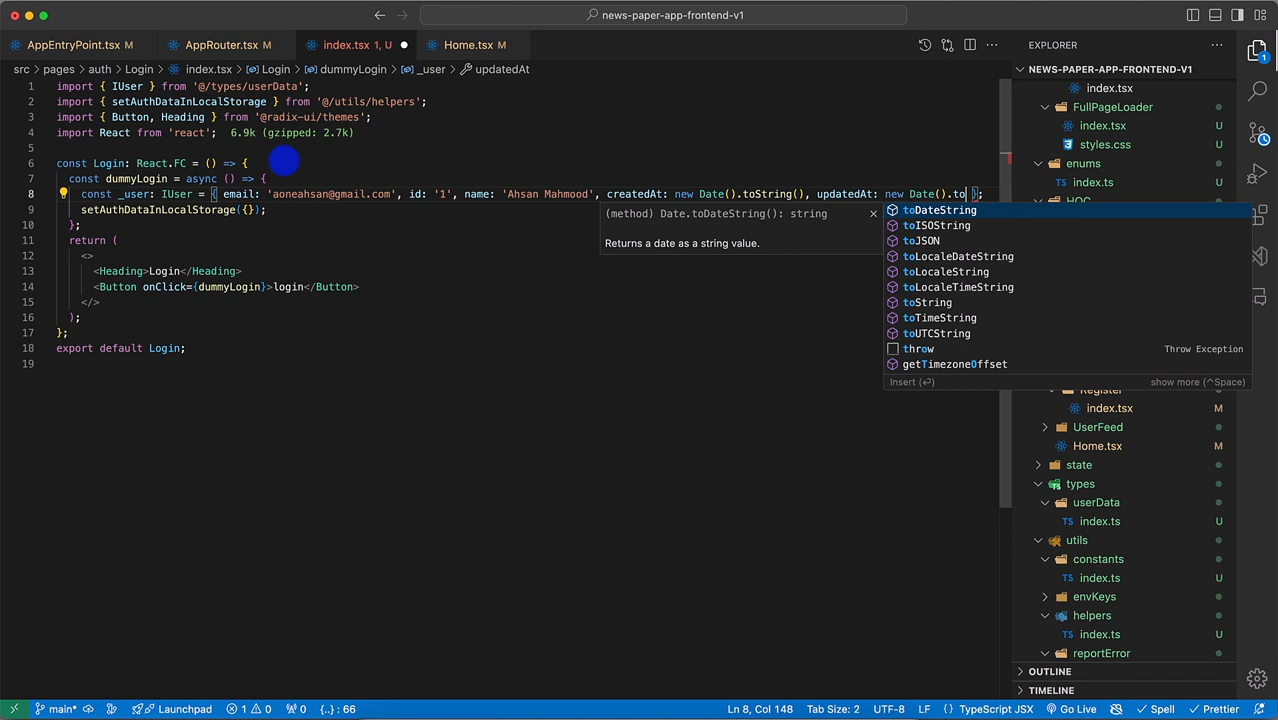 news-paper-app-frontend-v1
AppEntryPoint.tsx M
AppRouter.tsx M
index.tsx 1, U
Home.tsx M
EXPLORER
src > pages > auth > Login > index.tsx > Login > dummyLogin > _user > updatedAt
NEWS-PAPER-APP-FRONTEND-V1
1 import { IUser } from '@/types/userData';
2 import { setAuthDataInLocalStorage } from '@/utils/helpers';
3 import { Button, Heading } from '@radix-ui/themes';
4 import React from 'react'; 6.9k (gzipped: 2.7k)
5
6 const Login: React.FC = () => {
7 const dummyLogin = async () => {
8 const _user: IUser = { email: 'aoneahsan@gmail.com', id: '1', name: 'Ahsan Mahmood', createdAt: new Date().toString(), updatedAt: new Date().to };
9 setAuthDataInLocalStorage({});
10 };
11 return (
12 <>
13 <Heading>Login</Heading>
14 <Button onClick={dummyLogin}>login</Button>
15 </>
16 );
17 };
18 export default Login;
19
(method) Date.toDateString(): string
Returns a date as a string value.
toDateString
toISOString
toJSON
toLocaleDateString
toLocaleString
toLocaleTimeString
toString
toTimeString
toUTCString
throw Throw Exception
getTimezoneOffset
Insert (⏎) show more (^Space)
index.tsx
FullPageLoader
index.tsx U
styles.css U
enums
index.ts U
HOC
Register
index.tsx M
UserFeed
Home.tsx M
state
types
userData
index.ts U
utils
constants
index.ts U
envKeys
helpers
index.ts U
reportError
OUTLINE
TIMELINE
1
main* Launchpad 1 0 0 {..} : 66 Ln 8, Col 148 Tab Size: 2 UTF-8 LF {} TypeScript JSX Go Live Spell Prettier